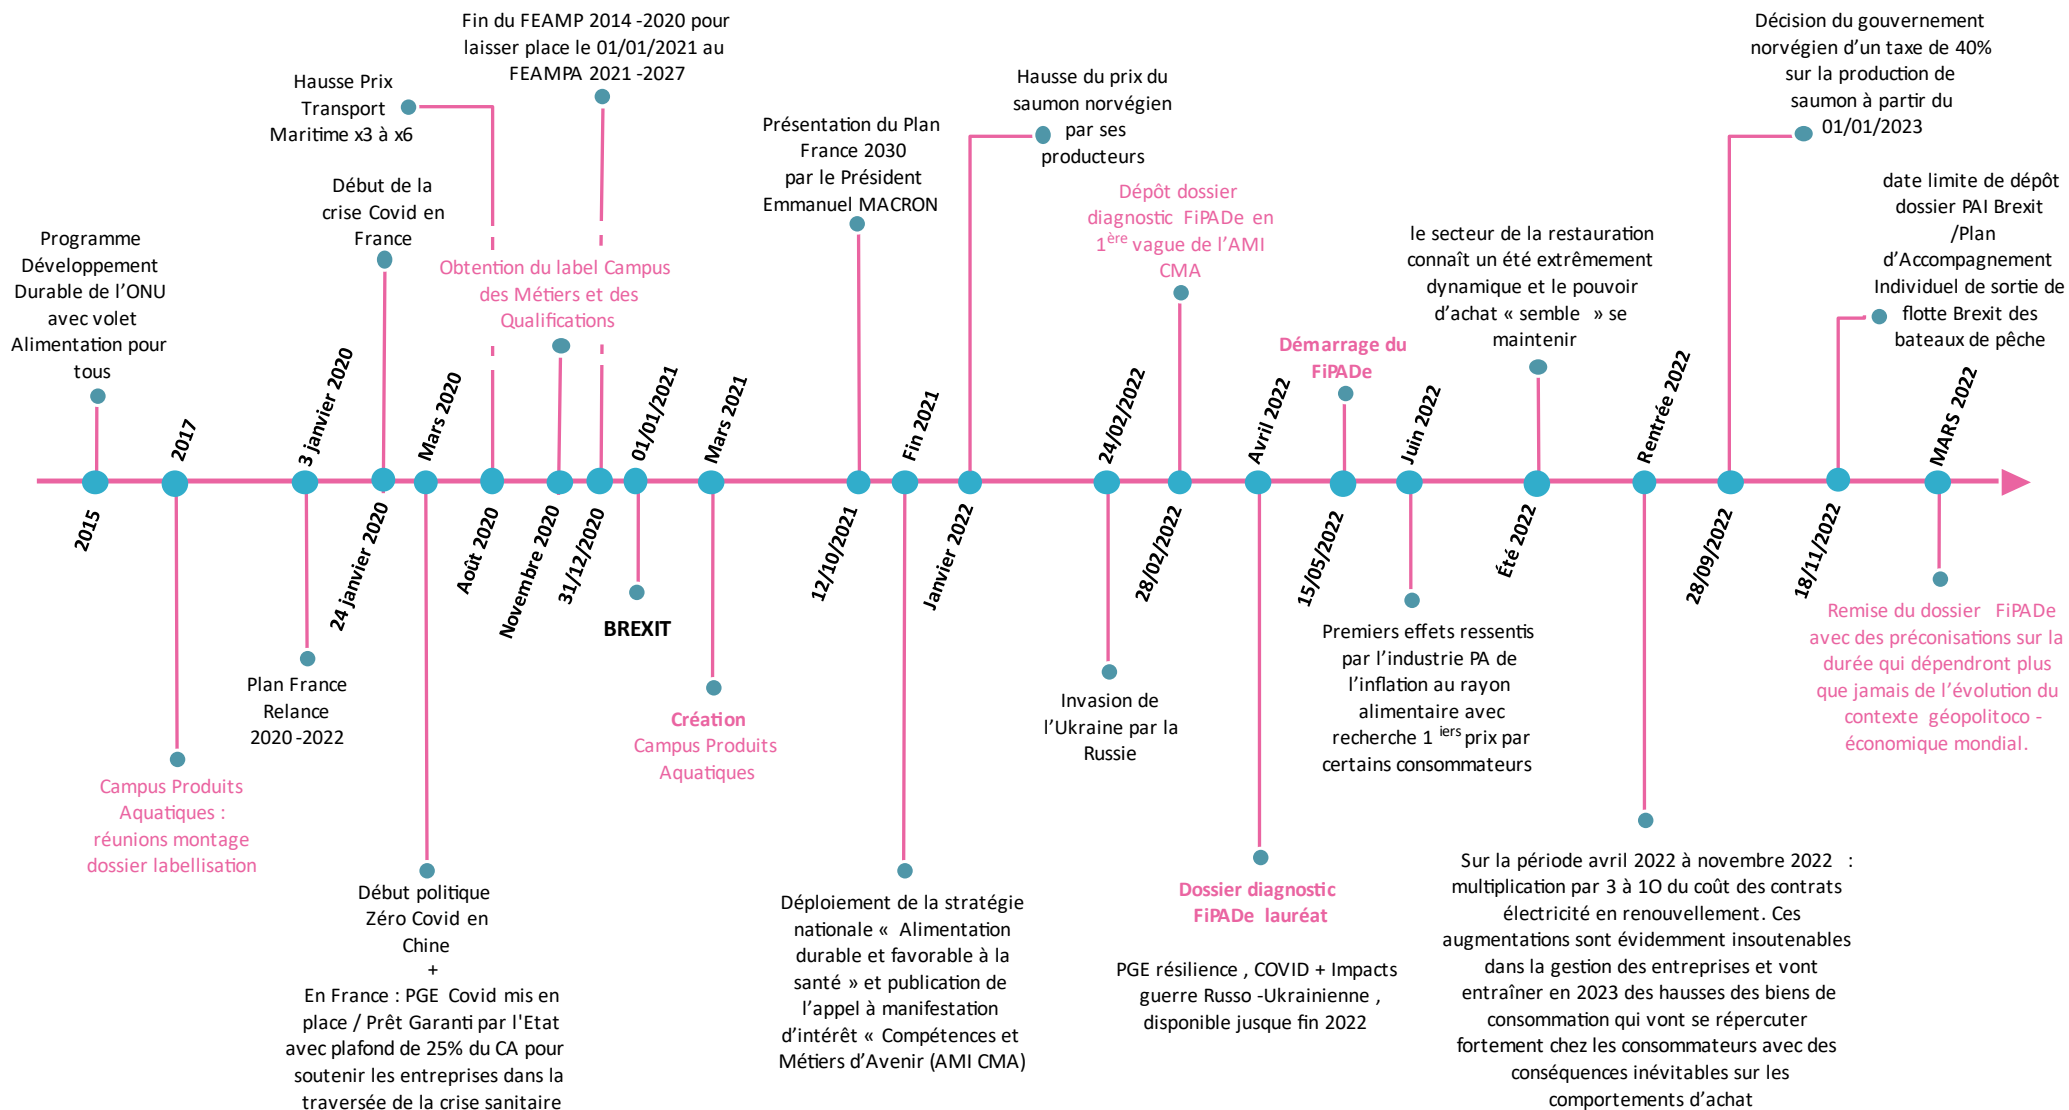 Programme
Développement
Durable de l'ONU
avec volet
Alimentation pour
tous
2015
2017
Campus Produits
Aquatiques :
réunions montage
dossier labellisation
3 janvier 2020
Plan France
Relance
2020 -2022
Début de la
crise Covid en
France
24 janvier 2020
Mars 2020
Début politique
Zéro Covid en
Chine
+
En France : PGE Covid mis en
place / Prêt Garanti par l'Etat
avec plafond de 25% du CA pour
soutenir les entreprises dans la
traversée de la crise sanitaire
Hausse Prix
Transport
Maritime x3 à x6
Août 2020
Obtention du label Campus
des Métiers et des
Qualifications
Novembre 2020
Fin du FEAMP 2014 -2020 pour
laisser place le 01/01/2021 au
FEAMPA 2021 -2027
31/12/2020
01/01/2021
BREXIT
Mars 2021
Création
Campus Produits
Aquatiques
Présentation du Plan
France 2030
par le Président
Emmanuel MACRON
12/10/2021
Fin 2021
Déploiement de la stratégie
nationale « Alimentation
durable et favorable à la
santé » et publication de
l'appel à manifestation
d'intérêt « Compétences et
Métiers d'Avenir (AMI CMA)
Hausse du prix du
saumon norvégien
par ses
producteurs
Janvier 2022
24/02/2022
Invasion de
l'Ukraine par la
Russie
Dépôt dossier
diagnostic FiPADe en
1ère vague de l'AMI
CMA
28/02/2022
Avril 2022
Dossier diagnostic
FiPADe lauréat
PGE résilience , COVID + Impacts
guerre Russo -Ukrainienne ,
disponible jusque fin 2022
Démarrage du
FiPADe
15/05/2022
Juin 2022
Premiers effets ressentis
par l'industrie PA de
l'inflation au rayon
alimentaire avec
recherche 1 iers prix par
certains consommateurs
le secteur de la restauration
connaît un été extrêmement
dynamique et le pouvoir
d'achat « semble » se
maintenir
Été 2022
Rentrée 2022
Sur la période avril 2022 à novembre 2022 :
multiplication par 3 à 1O du coût des contrats
électricité en renouvellement. Ces
augmentations sont évidemment insoutenables
dans la gestion des entreprises et vont
entraîner en 2023 des hausses des biens de
consommation qui vont se répercuter
fortement chez les consommateurs avec des
conséquences inévitables sur les
comportements d'achat
Décision du gouvernement
norvégien d'un taxe de 40%
sur la production de
saumon à partir du
01/01/2023
28/09/2022
date limite de dépôt
dossier PAI Brexit
/Plan
d'Accompagnement
Individuel de sortie de
flotte Brexit des
bateaux de pêche
18/11/2022
MARS 2022
Remise du dossier FiPADe
avec des préconisations sur la
durée qui dépendront plus
que jamais de l'évolution du
contexte géopolitoco -
économique mondial.